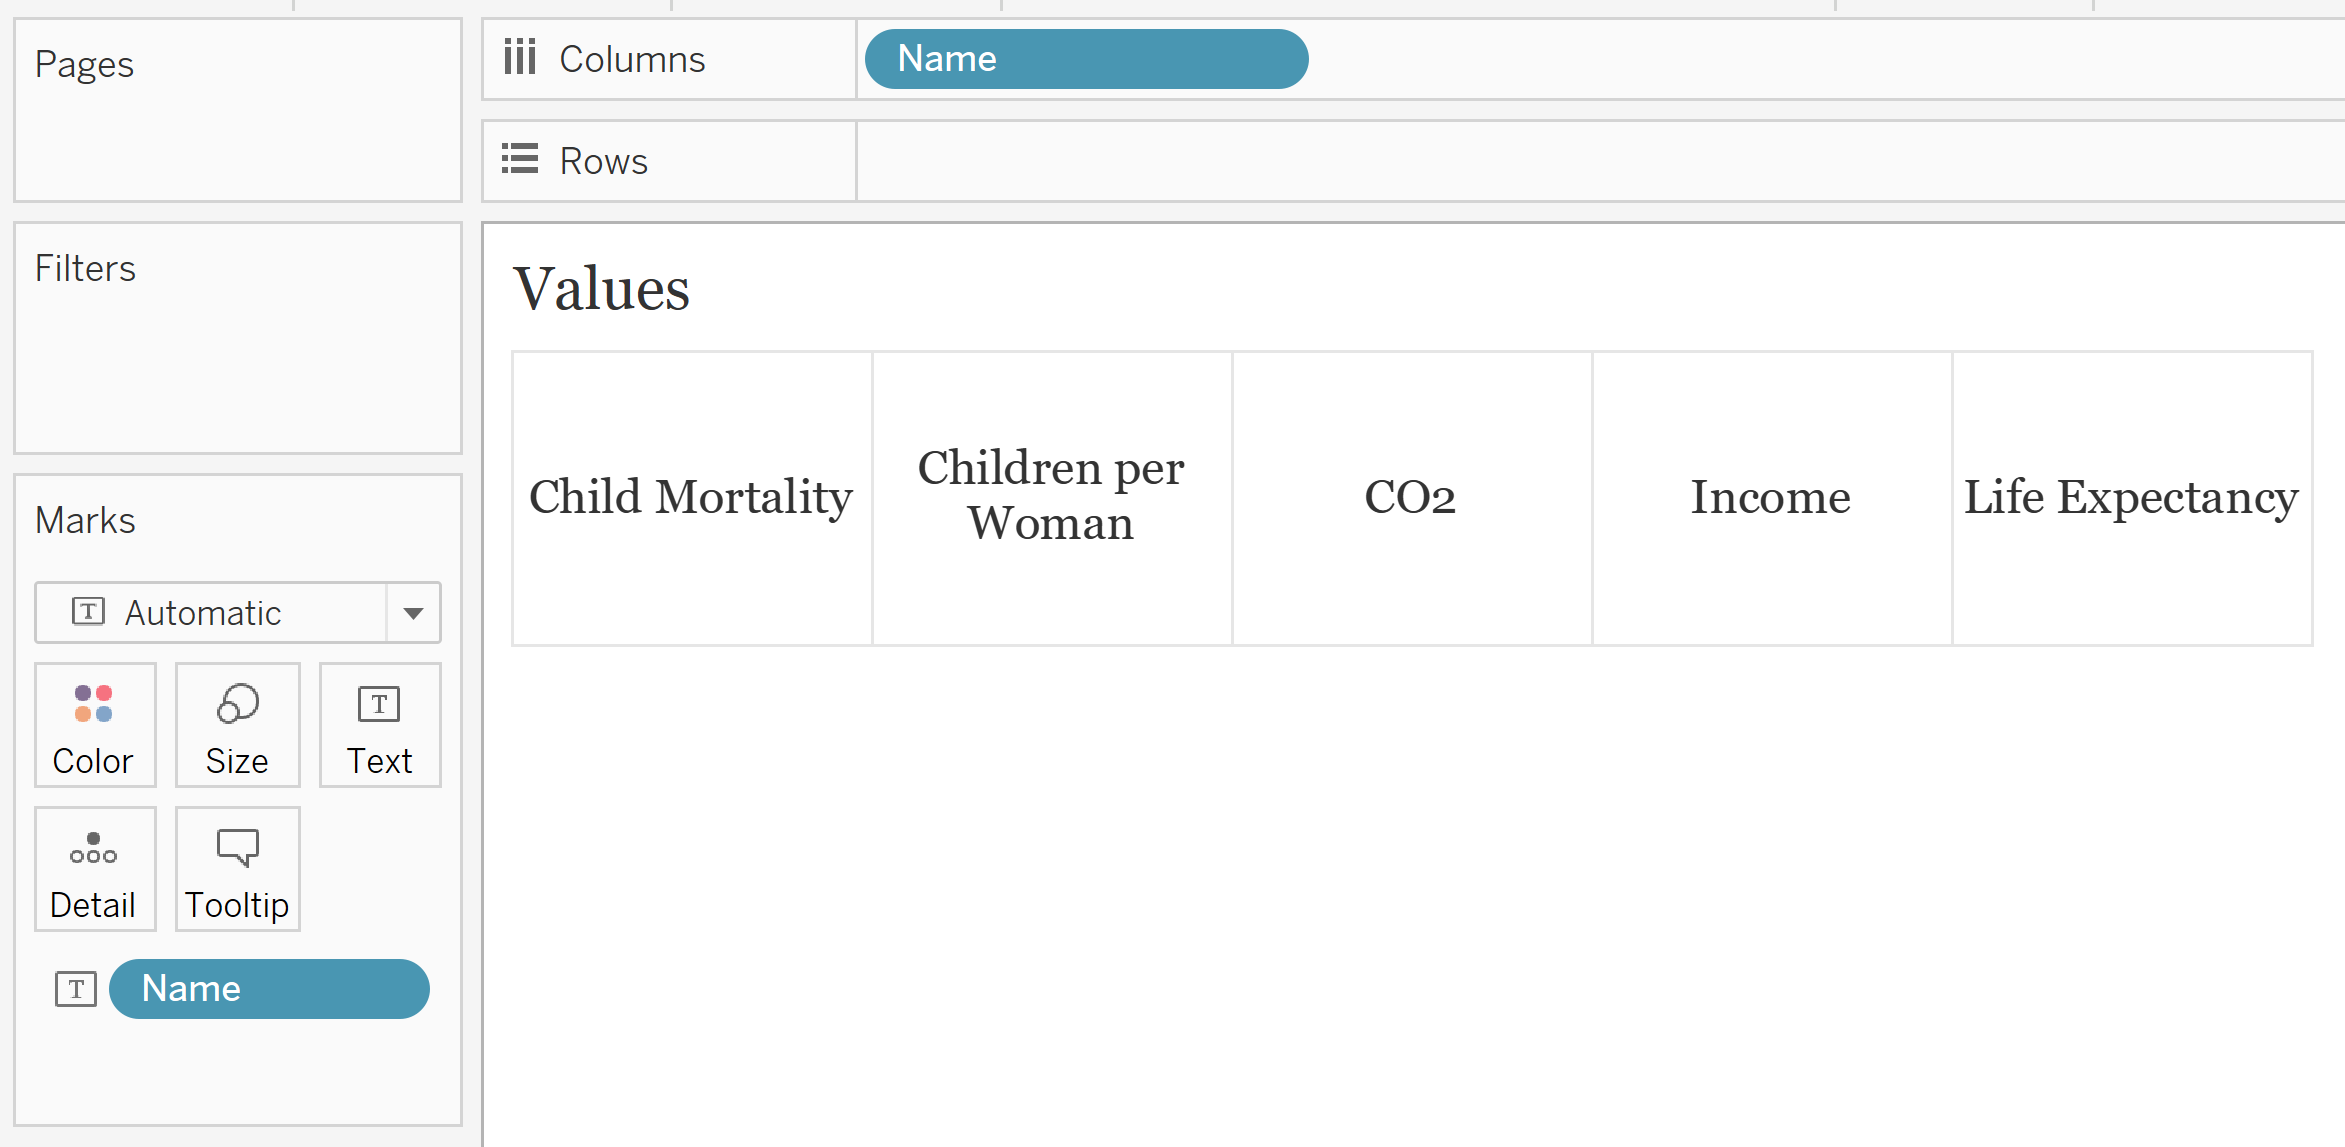 Pages
Columns
Name
Rows
Filters
Values
Child Mortality
Children per
Woman
CO2
Income
Life Expectancy
Marks
T Automatic
Color
Size
T
Text
Detail
Tooltip
T Name